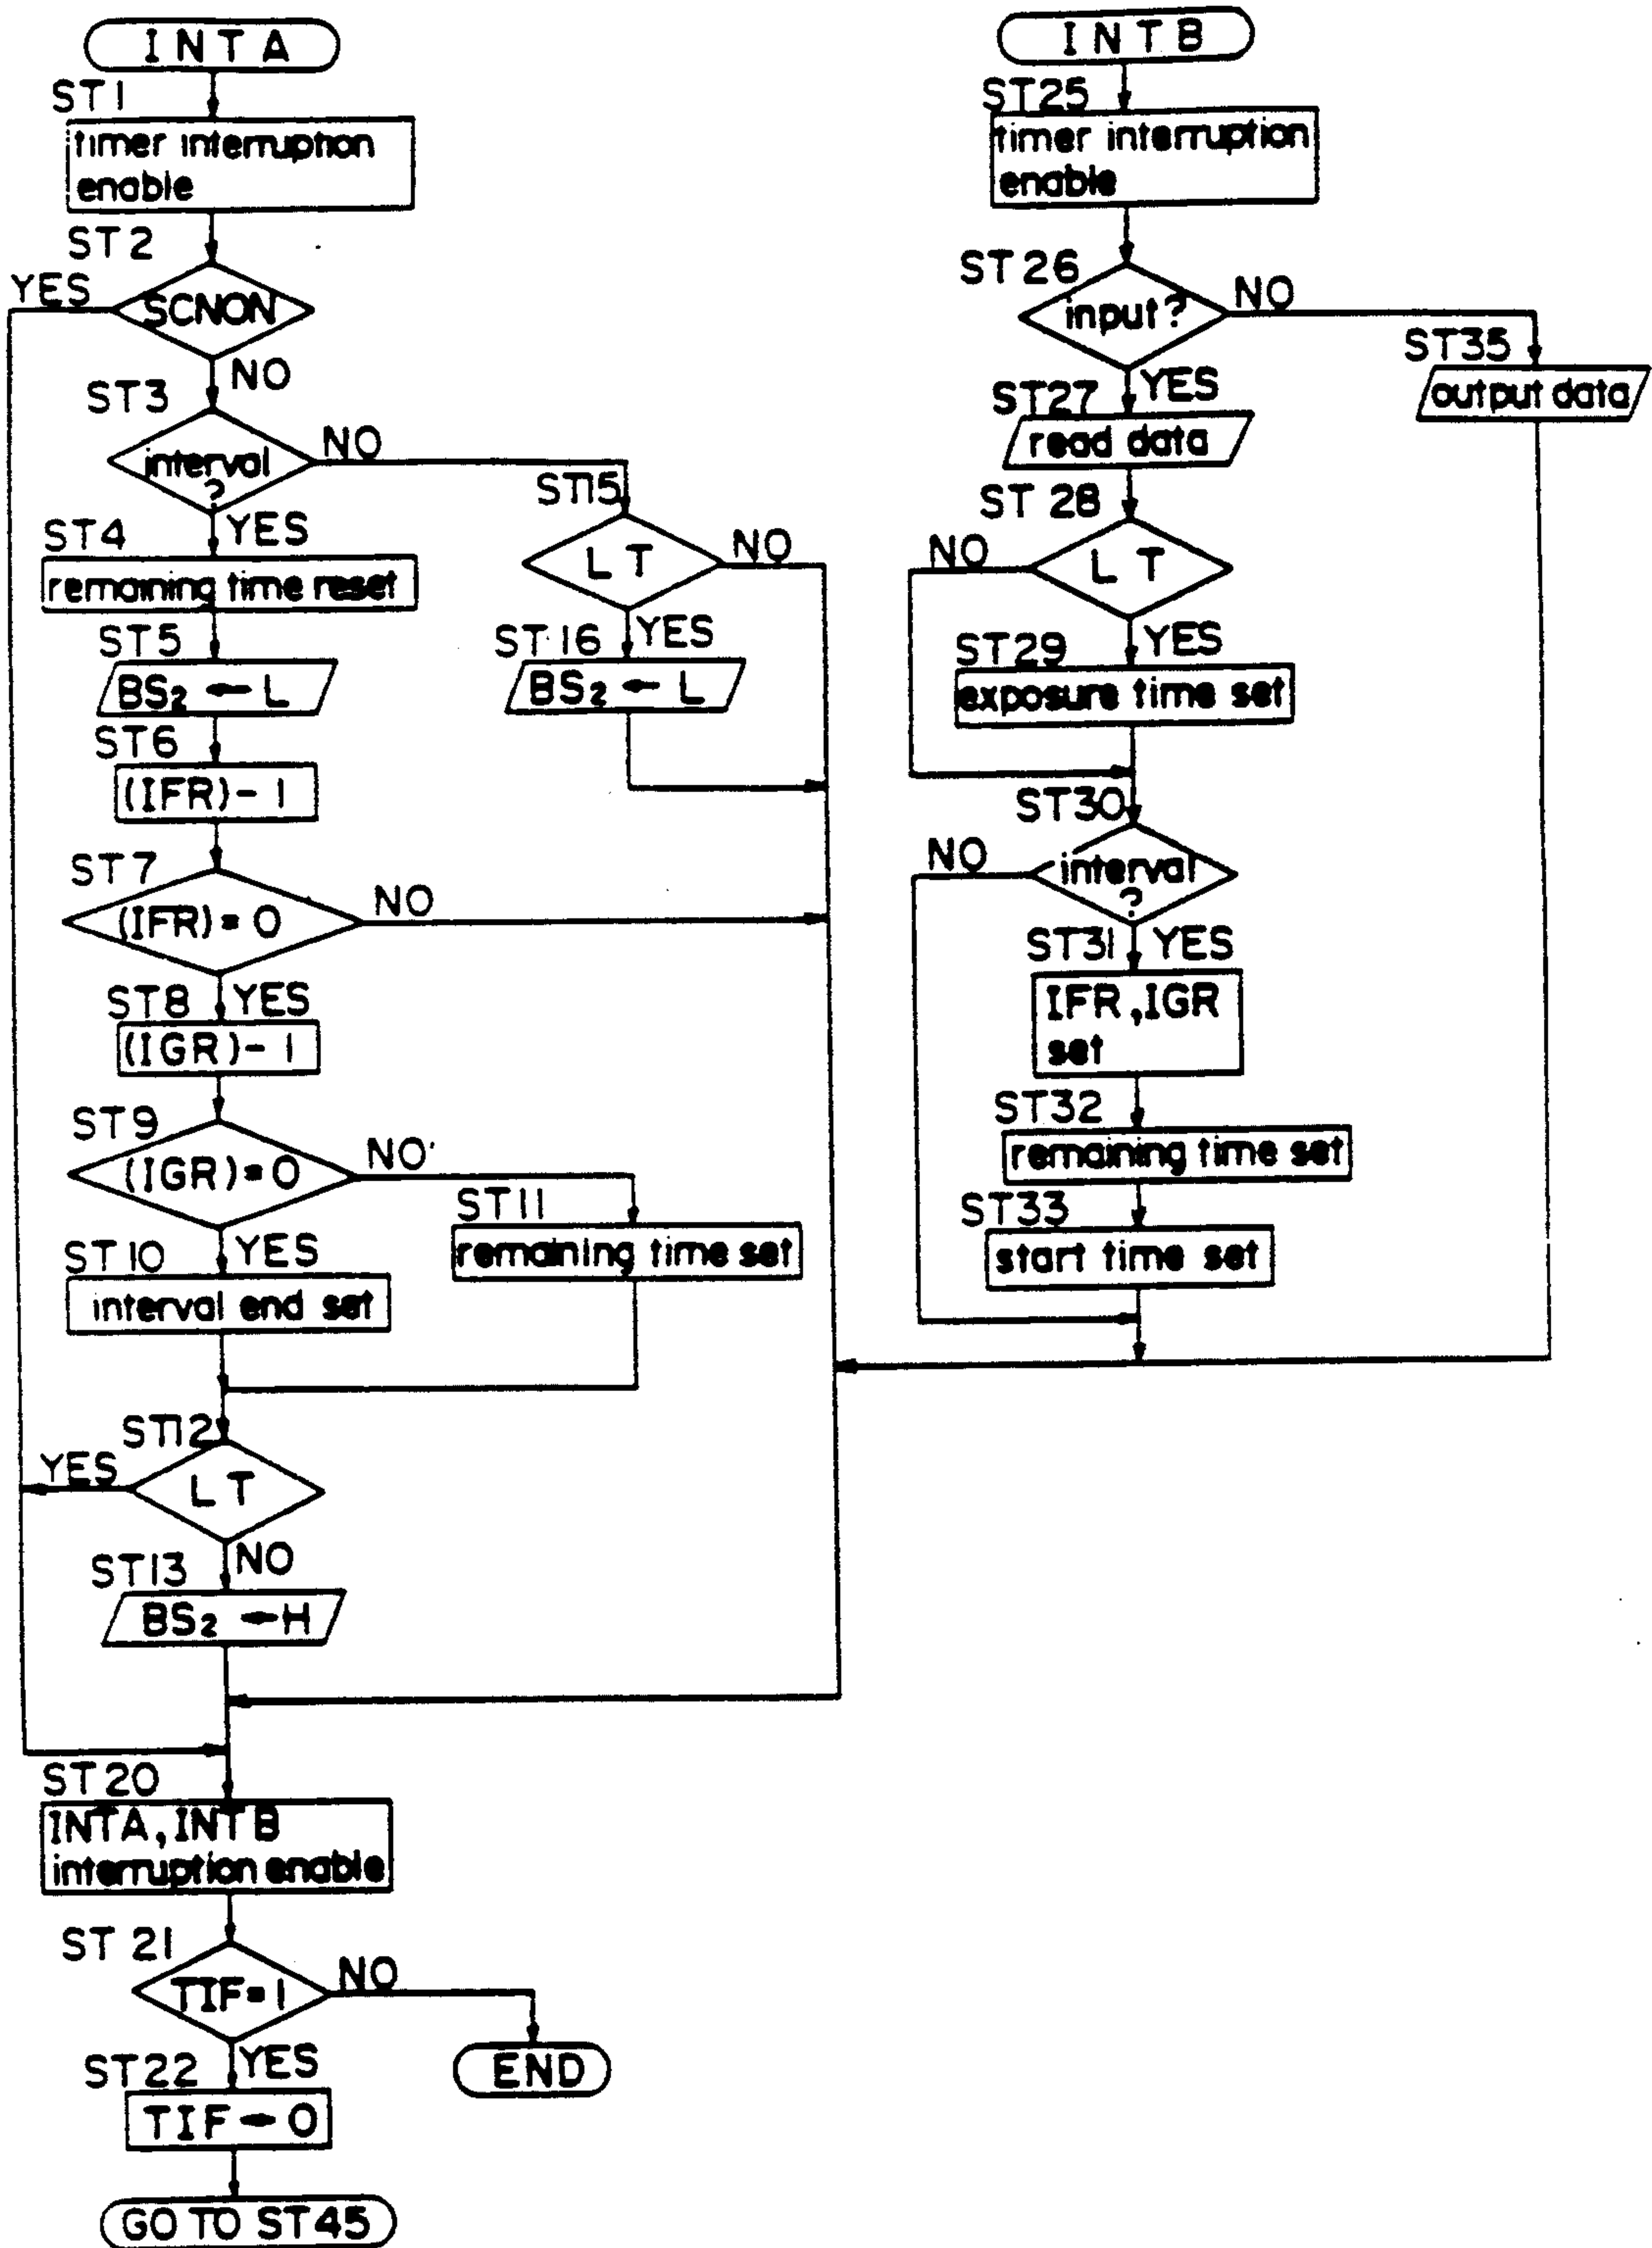 INTA
ST1
timer interruption
enable
ST2
YES
SCNON
NO
ST3
interval
?
NO
YES
ST4
remaining time reset
ST5
BS₂ ← L
ST6
(IFR)-1
ST7
(IFR)=0
NO
ST8
YES
(IGR)-1
ST9
(IGR)=0
NO
ST10
YES
interval end set
ST11
remaining time set
ST12
YES
LT
NO
ST13
BS₂ ← H
ST15
LT
NO
YES
ST16
BS₂ ← L
ST20
INTA, INTB
interruption enable
ST21
TIF=1
NO
END
YES
ST22
TIF ← 0
GO TO ST45
INTB
ST25
timer interruption
enable
ST26
input?
NO
ST35
output data
YES
ST27
read data
ST28
NO
LT
YES
ST29
exposure time set
ST30
NO
interval
?
ST31
YES
IFR, IGR
set
ST32
remaining time set
ST33
start time set